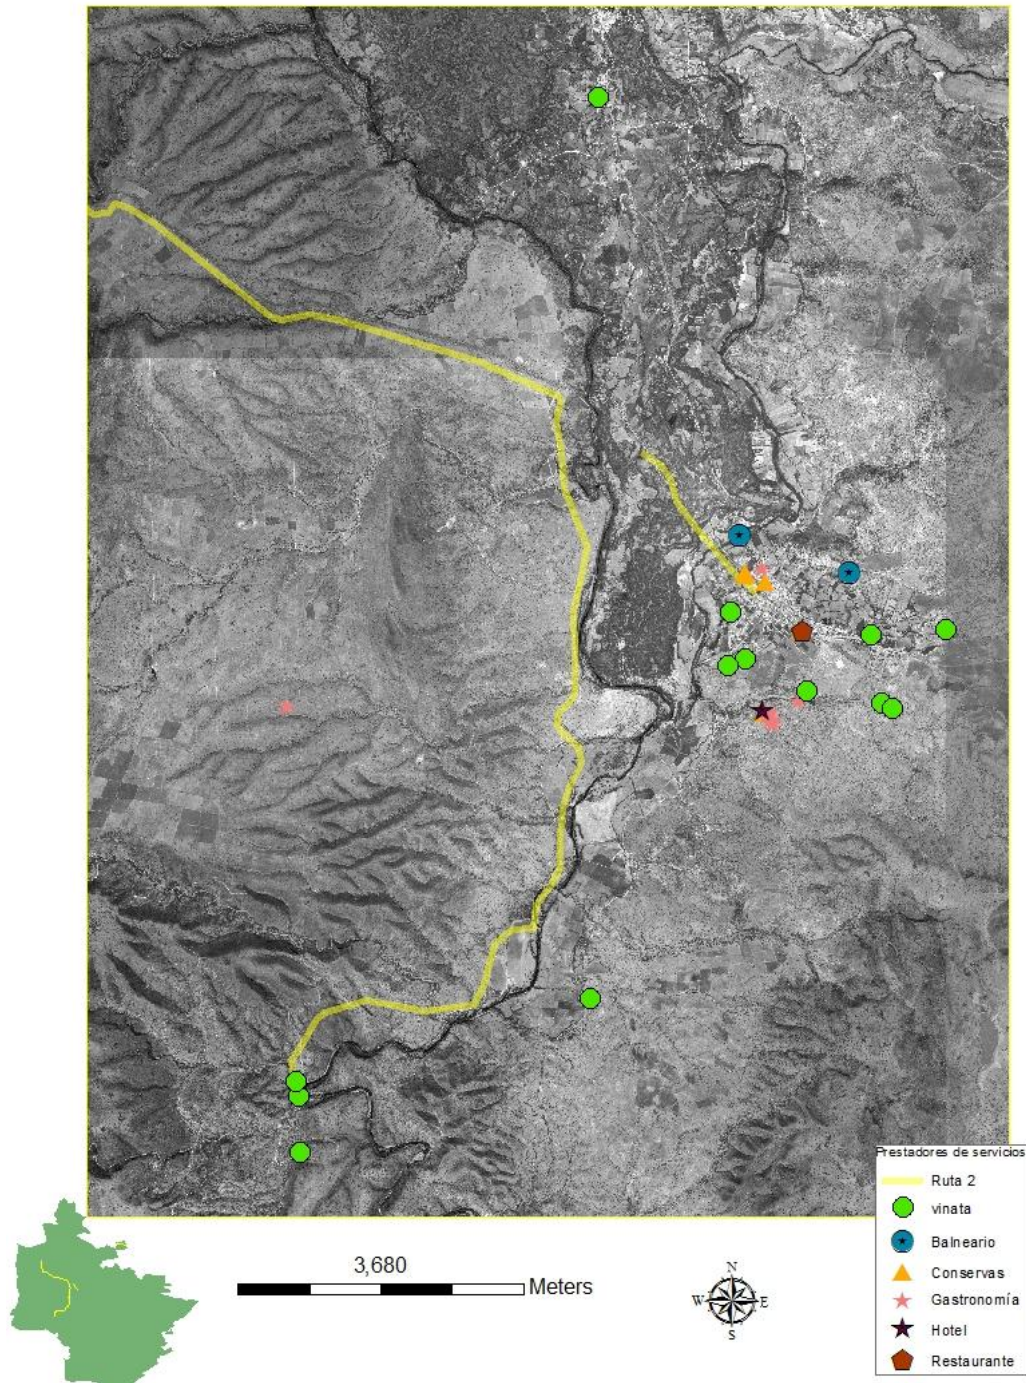 Prestadores de servicios
Ruta 2
vinata
Balneario
Conservas
Gastronomía
Hotel
Restaurante
3,680
Meters
N
W E
S